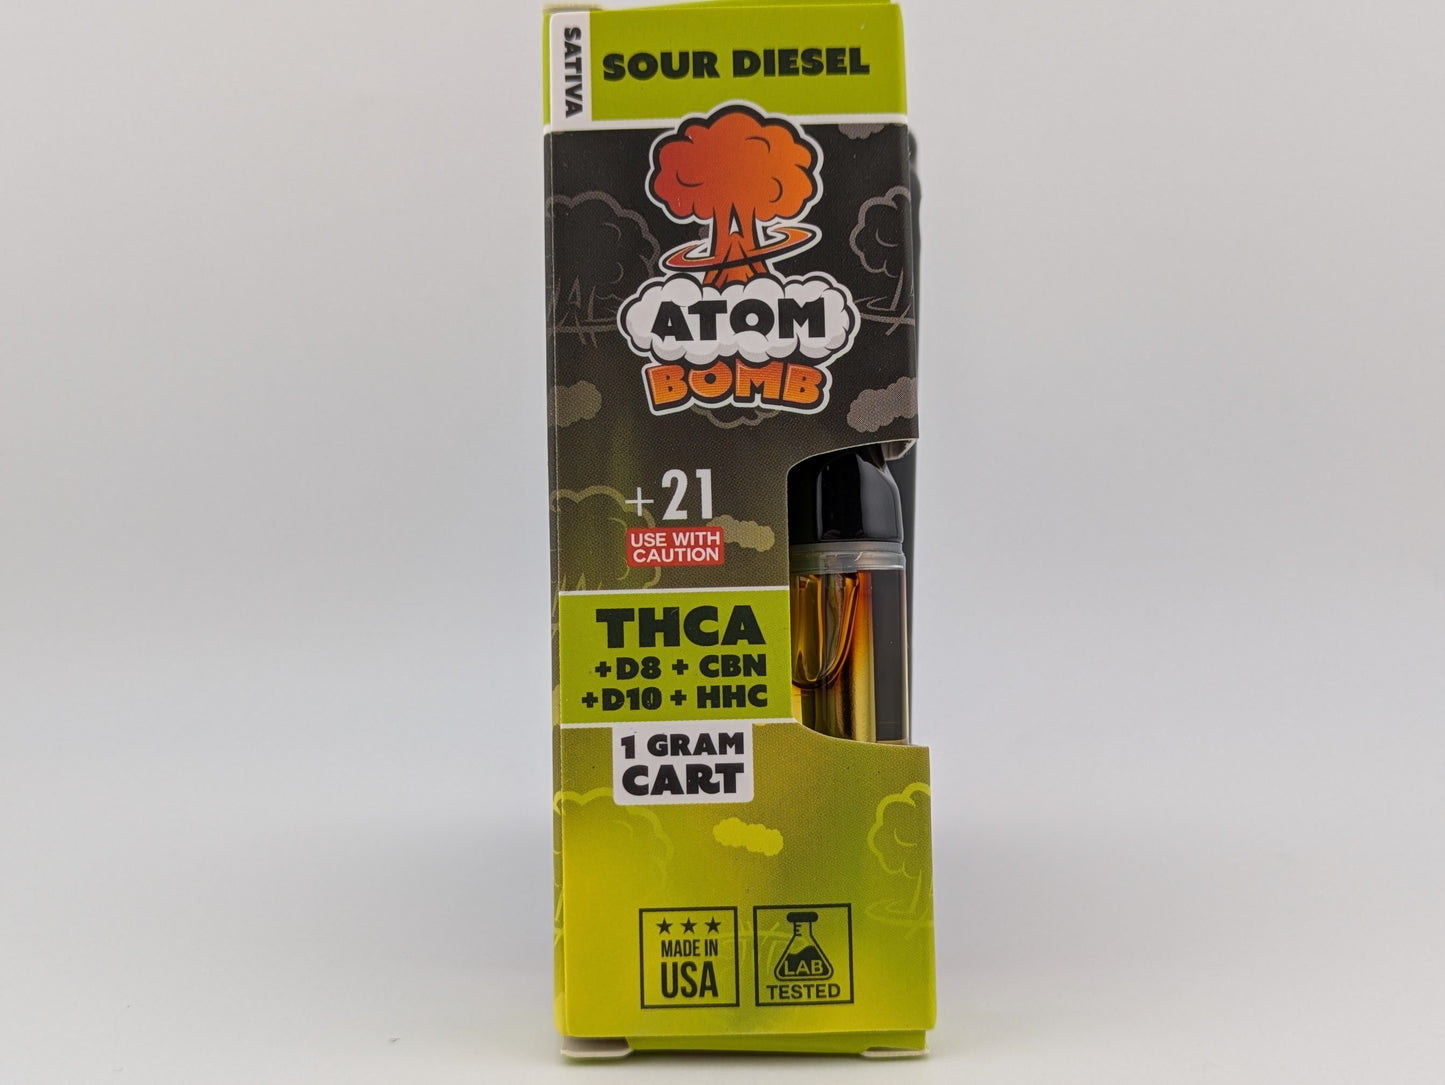 SATIVA
SOUR DIESEL
ATOM
BOMB
+21
USE WITH
CAUTION
THCA
+D8 + CBN
+D10 + HHC
1 GRAM
CART
MADE IN
USA
LAB
TESTED